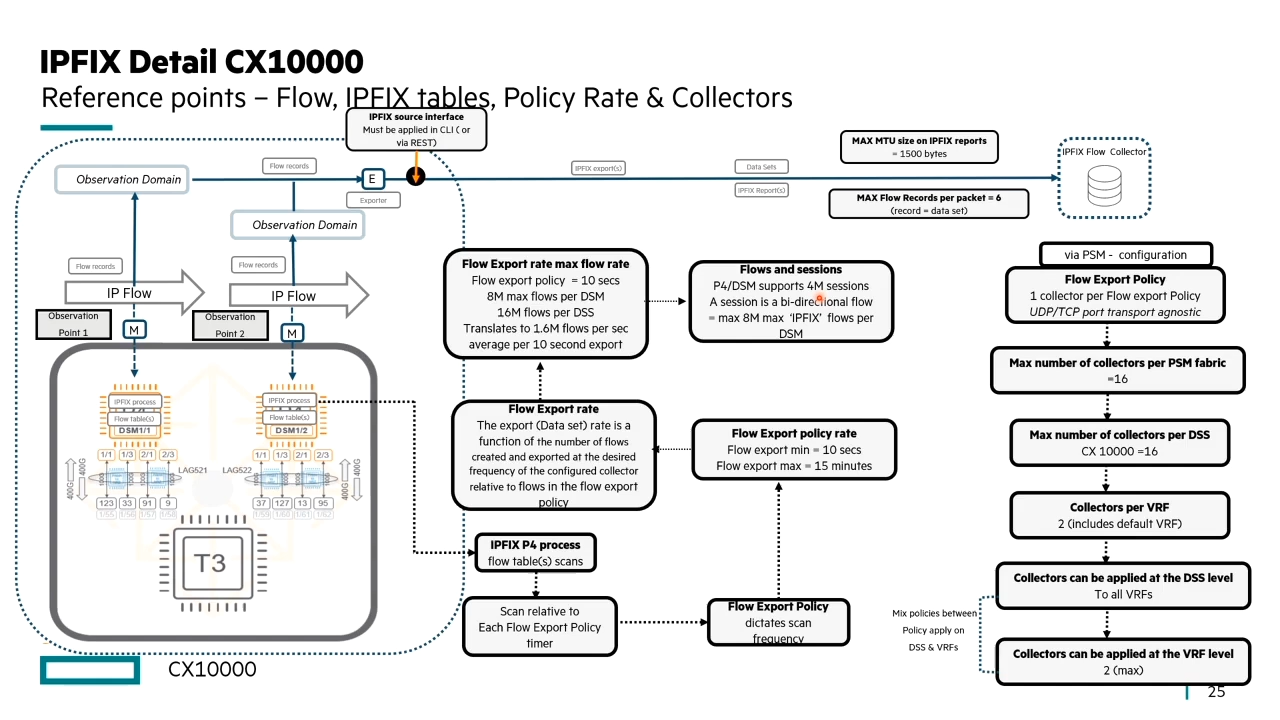 IPFIX Detail CX10000
Reference points – Flow, IPFIX tables, Policy Rate & Collectors
IPFIX source interface
Must be applied in CLI ( or
via REST)
MAX MTU size on IPFIX reports
= 1500 bytes
IPFIX Flow Collector
Flow records
IPFIX export(s)
Data Sets
Observation Domain
E
IPFIX Report(s)
Exporter
MAX Flow Records per packet = 6
(record = data set)
Observation Domain
Flow records
Flow records
IP Flow
IP Flow
Observation
Point 1
M
Observation
Point 2
M
IPFIX process
Flow table(s)
DSM1/1
IPFIX process
Flow table(s)
DSM1/2
1/1
1/3
2/1
2/3
LAG521
LAG522
1/1
1/3
2/1
2/3
400G
400G
400G
400G
123
33
91
9
37
127
13
95
T3
CX10000
Flow Export rate max flow rate
Flow export policy = 10 secs
8M max flows per DSM
16M flows per DSS
Translates to 1.6M flows per sec
average per 10 second export
Flows and sessions
P4/DSM supports 4M sessions
A session is a bi-directional flow
= max 8M max ‘IPFIX’ flows per
DSM
Flow Export rate
The export (Data set) rate is a
function of the number of flows
created and exported at the desired
frequency of the configured collector
relative to flows in the flow export
policy
Flow Export policy rate
Flow export min = 10 secs
Flow export max = 15 minutes
IPFIX P4 process
flow table(s) scans
Scan relative to
Each Flow Export Policy
timer
Flow Export Policy
dictates scan
frequency
via PSM - configuration
Flow Export Policy
1 collector per Flow export Policy
UDP/TCP port transport agnostic
Max number of collectors per PSM fabric
=16
Max number of collectors per DSS
CX 10000 =16
Collectors per VRF
2 (includes default VRF)
Collectors can be applied at the DSS level
To all VRFs
Mix policies between
Policy apply on
DSS & VRFs
Collectors can be applied at the VRF level
2 (max)
25